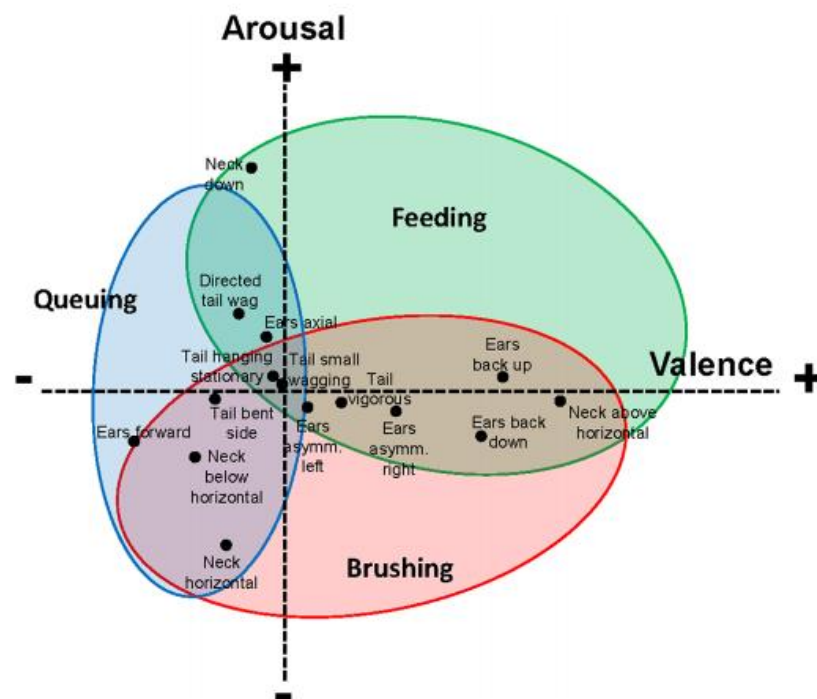 Arousal
+
Neck
down
Feeding
Directed
tail wag
Queuing
Ears axial
Tail hanging
stationary
Tail small
swagging
Ears
back up
Valence
-
+
Tail
vigorous
Tail bent
side
Ears forward
Ears
asymm.
left
Ears
asymm.
right
Ears back
down
Neck above
horizontal
Neck
below
horizontal
Neck
horizontal
Brushing
-